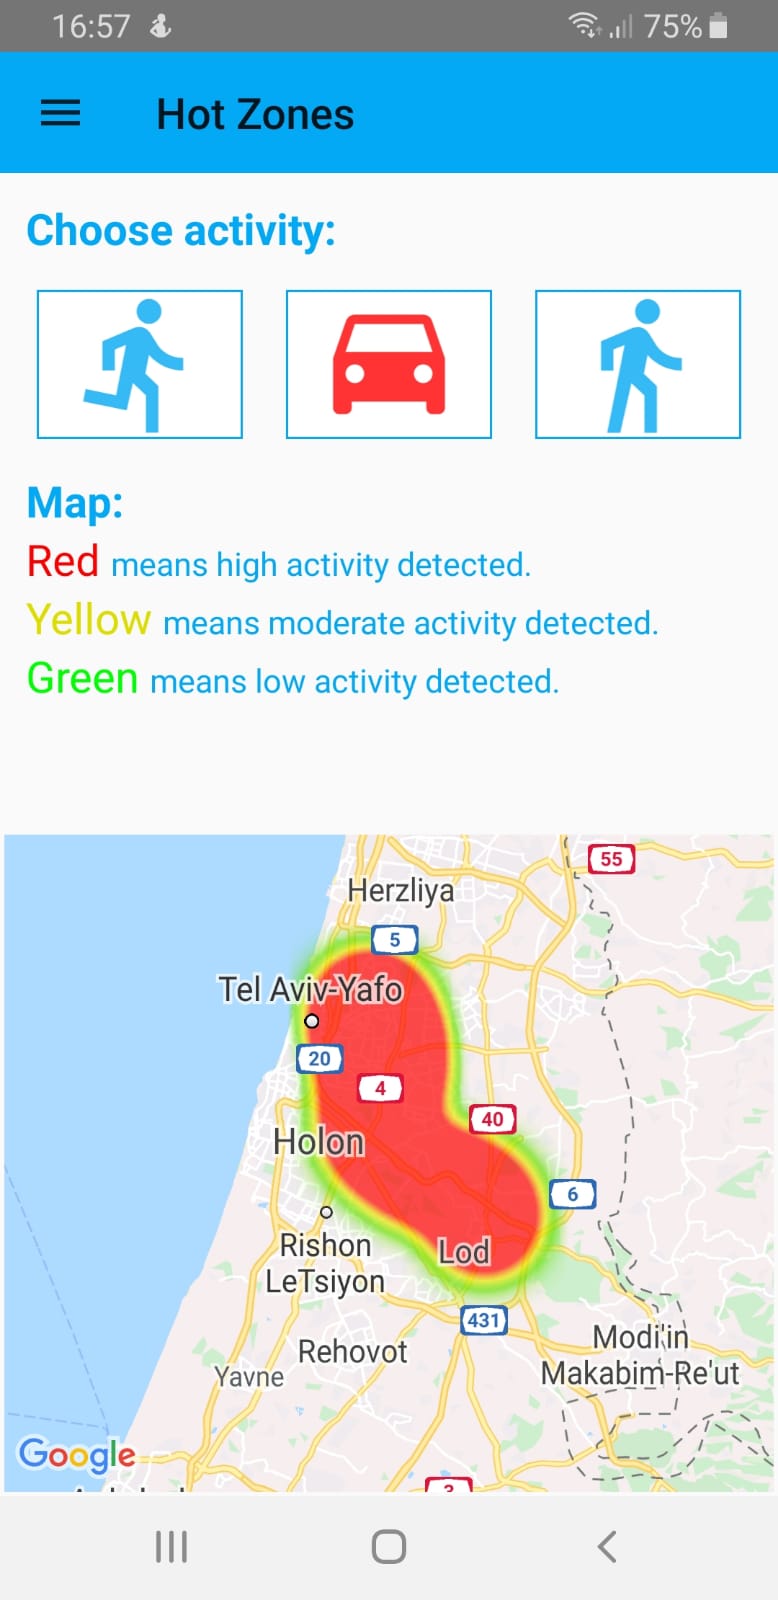 16:57 75%
Hot Zones
Choose activity:
Map:
Red means high activity detected.
Yellow means moderate activity detected.
Green means low activity detected.
55
Herzliya
5
Tel Aviv-Yafo
20
4
40
Holon
6
Rishon
LeTsiyon
Lod
431
Modi'in
Makabim-Re'ut
Rehovot
Yavne
Google